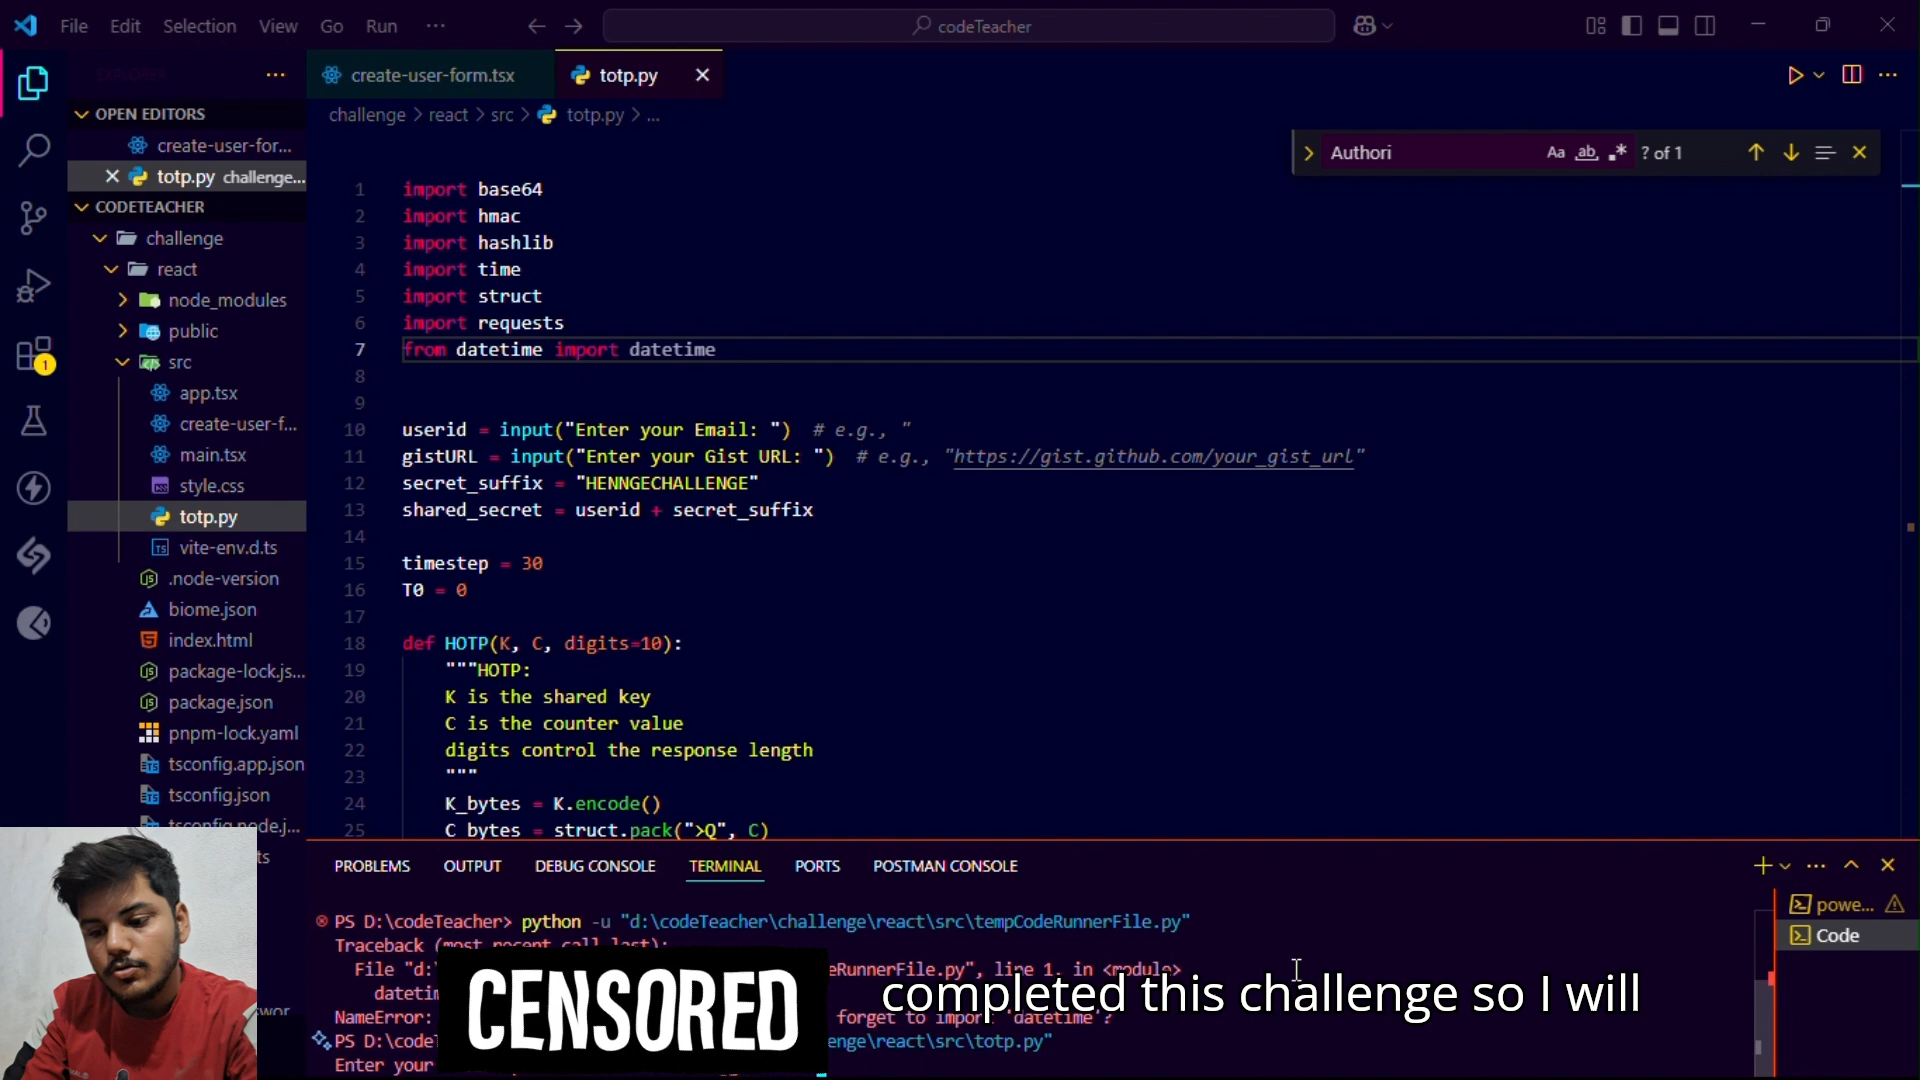 File Edit Selection View Go Run ...
codeTeacher
EXPLORER ...
OPEN EDITORS
create-user-for...
totp.py challenge...
CODETEACHER
challenge
react
node_modules
public
src
app.tsx
create-user-f...
main.tsx
style.css
totp.py
vite-env.d.ts
.node-version
biome.json
index.html
package-lock.js...
package.json
pnpm-lock.yaml
tsconfig.app.json
tsconfig.json
tsconfig.node.j...
create-user-form.tsx
totp.py
challenge > react > src > totp.py > ...
Authori Aa ab ? of 1
1 import base64
2 import hmac
3 import hashlib
4 import time
5 import struct
6 import requests
7 from datetime import datetime
8
9
10 userid = input("Enter your Email: ") # e.g., "
11 gistURL = input("Enter your Gist URL: ") # e.g., "https://gist.github.com/your_gist_url"
12 secret_suffix = "HENNGECHALLENGE"
13 shared_secret = userid + secret_suffix
14
15 timestep = 30
16 T0 = 0
17
18 def HOTP(K, C, digits=10):
19 """HOTP:
20 K is the shared key
21 C is the counter value
22 digits control the response length
23 """
24 K_bytes = K.encode()
25 C_bytes = struct.pack(">Q", C)
PROBLEMS OUTPUT DEBUG CONSOLE TERMINAL PORTS POSTMAN CONSOLE
PS D:\codeTeacher> python -u "d:\codeTeacher\challenge\react\src\tempCodeRunnerFile.py"
Traceback (most recent call last):
File "d: eRunnerFile.py", line 1, in <module>
datetim
NameError: forget to import 'datetime'?
PS D:\codeT enge\react\src\totp.py"
Enter your
CENSORED
completed this challenge so I will
powe...
Code
1